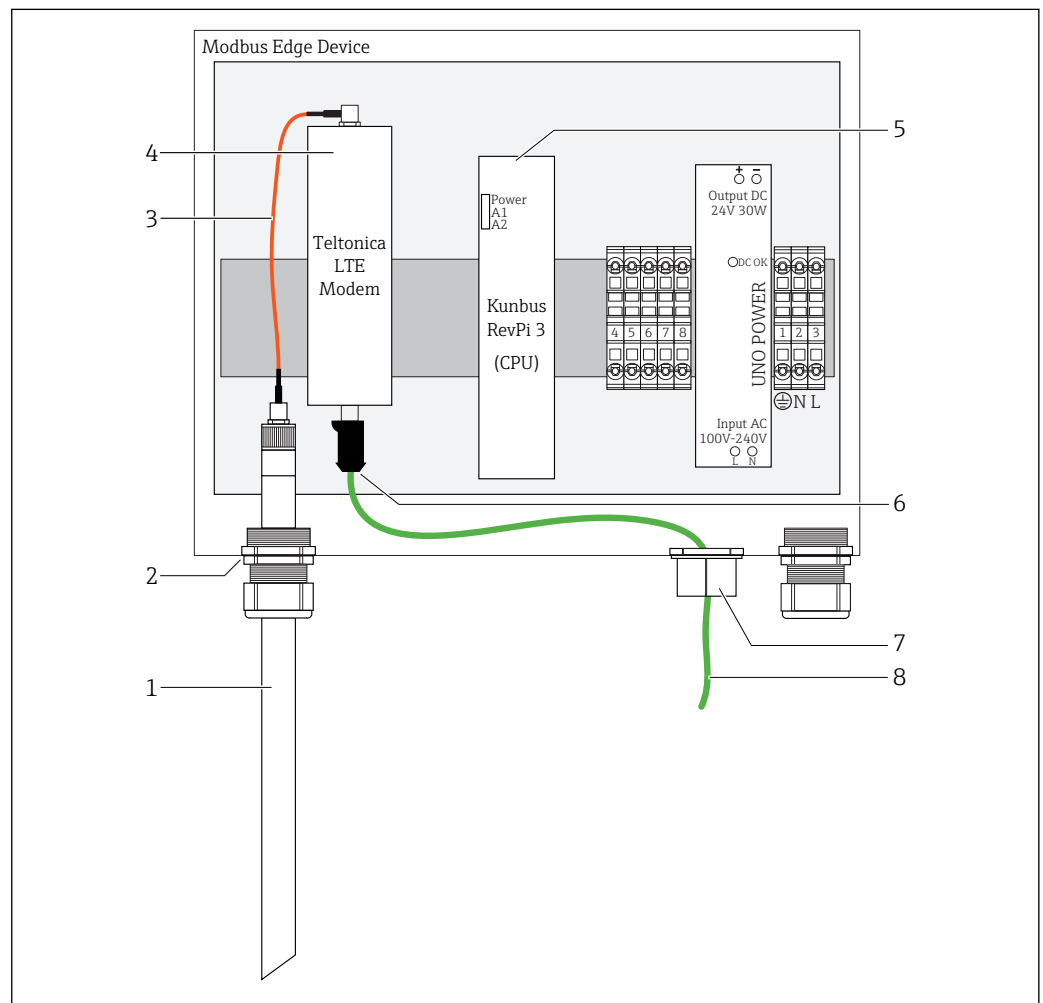 Modbus Edge Device
4
3
5
Teltonica
LTE
Modem
Power
A1
A2
Kunbus
RevPi 3
(CPU)
+ −
Output DC
24V 30W
DC OK
UNO POWER
4 5 6 7 8
1 2 3
N L
Input AC
100V-240V
L N
6
2
7
1
8